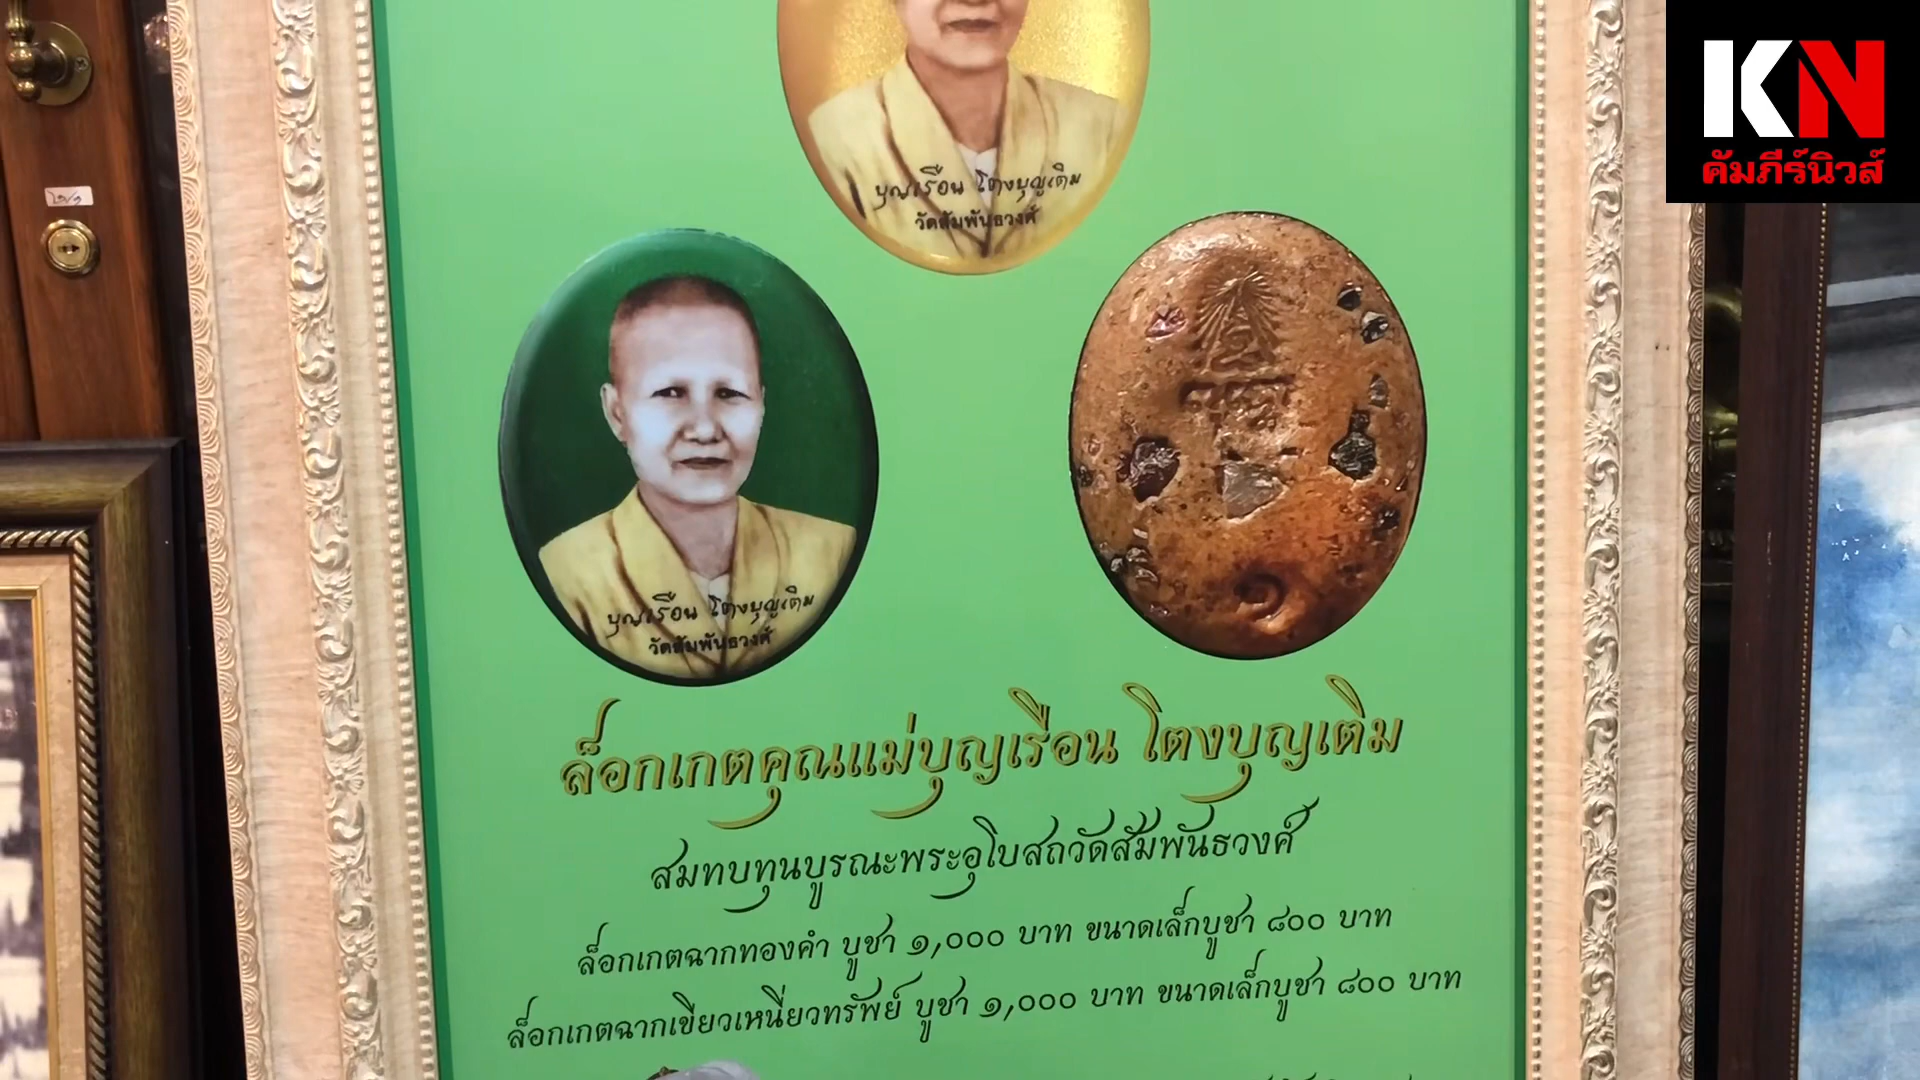 KN
คัมภีร์นิวส์
บุญเรือน โตงบุญเติม
วัดสัมพันธวงศ์
บุญเรือน โตงบุญเติม
วัดสัมพันธวงศ์
ล็อกเกตคุณแม่บุญเรือน โตงบุญเติม
สมทบทุนบูรณะพระอุโบสถวัดสัมพันธวงศ์
ล็อกเกตฉากทองคำ บูชา ๑,๐๐๐ บาท ขนาดเล็กบูชา ๘๐๐ บาท
ล็อกเกตฉากเขียวเหนี่ยวทรัพย์ บูชา ๑,๐๐๐ บาท ขนาดเล็กบูชา ๘๐๐ บาท